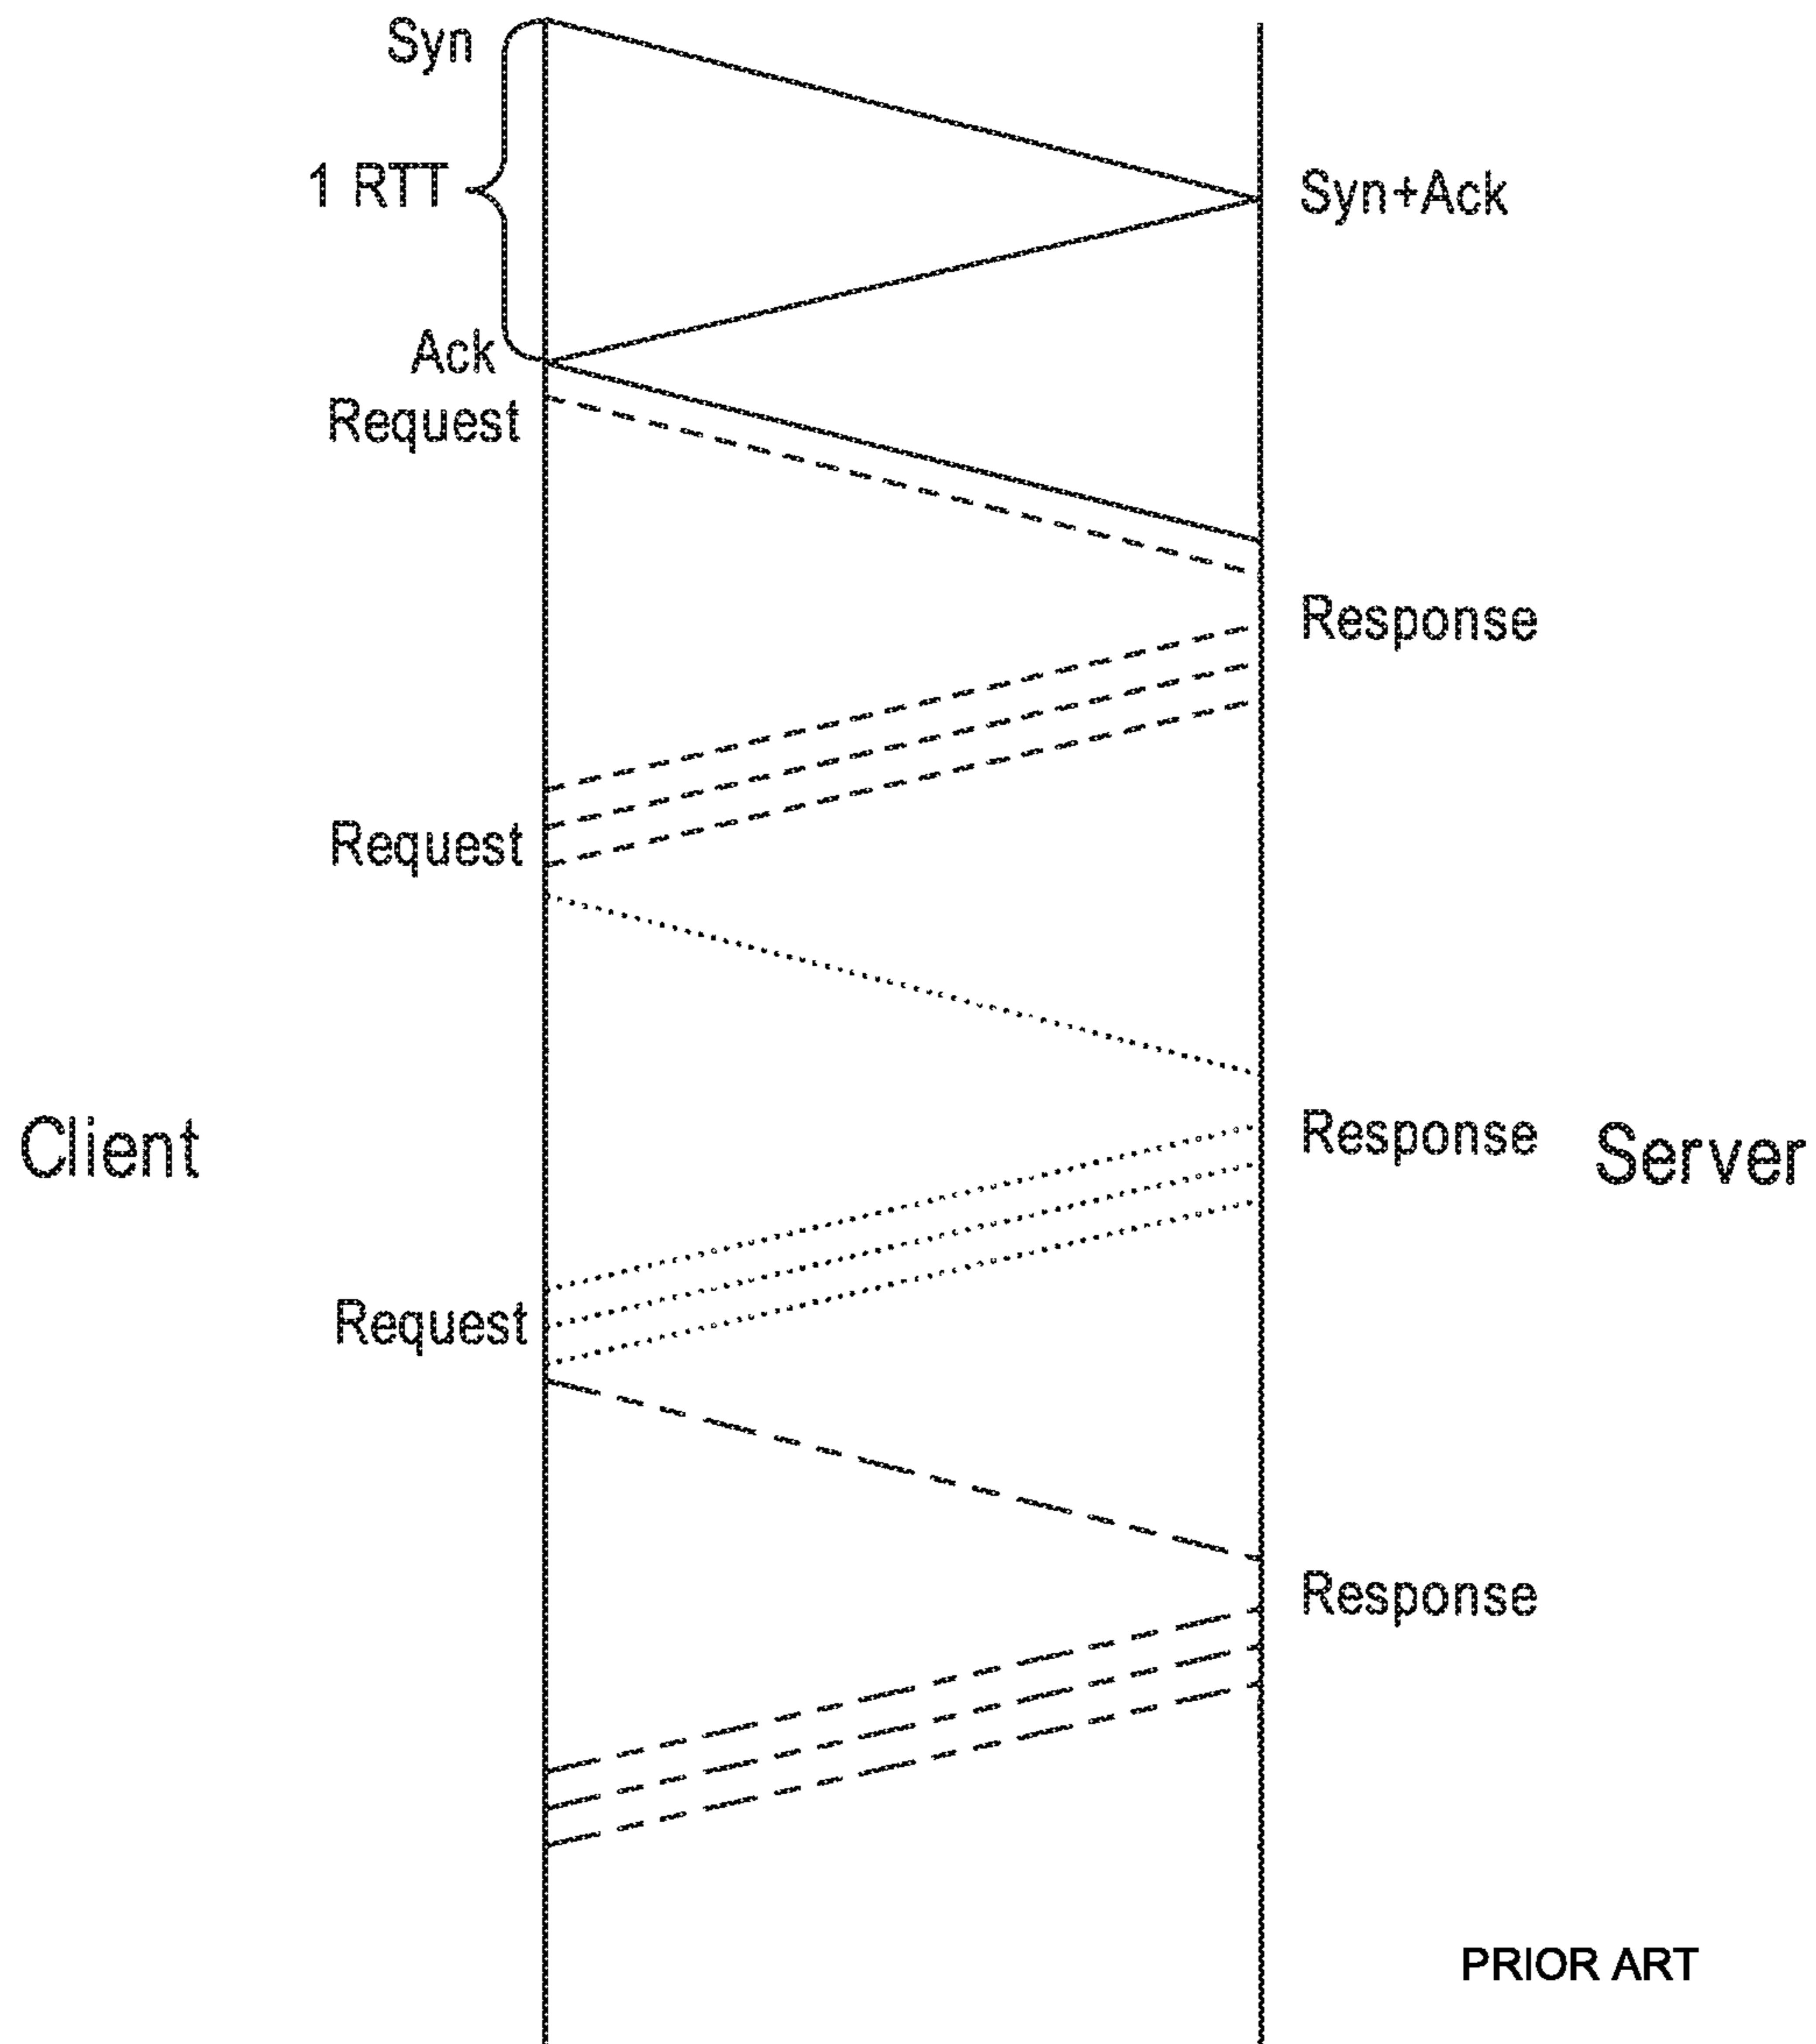 Syn
1 RTT
Syn+Ack
Ack
Request
Response
Request
Client
Response
Server
Request
Response
PRIOR ART